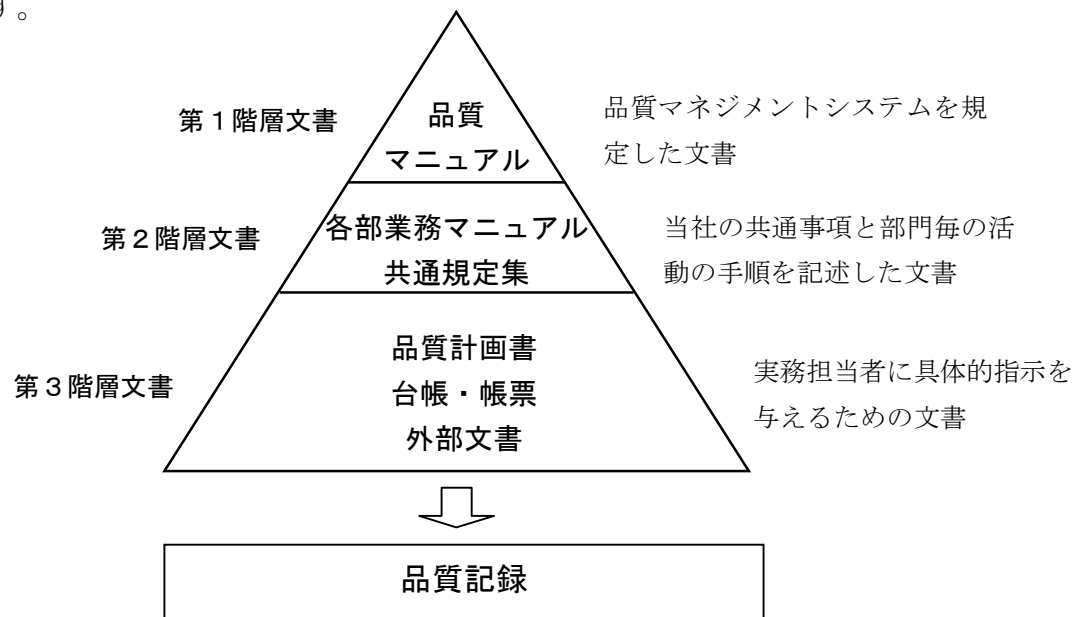 す。
第１階層文書
品質
マニュアル
品質マネジメントシステムを規
定した文書
第２階層文書
各部業務マニュアル
共通規定集
当社の共通事項と部門毎の活
動の手順を記述した文書
第３階層文書
品質計画書
台帳・帳票
外部文書
実務担当者に具体的指示を
与えるための文書
品質記録